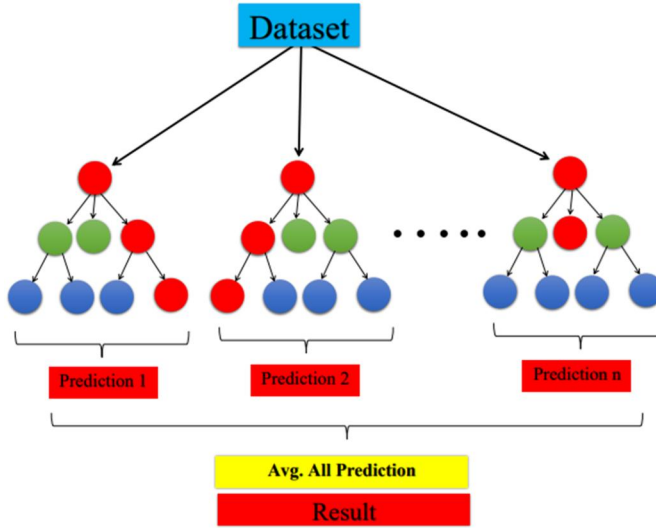 Dataset
Prediction 1
Prediction 2
Prediction n
Avg. All Prediction
Result